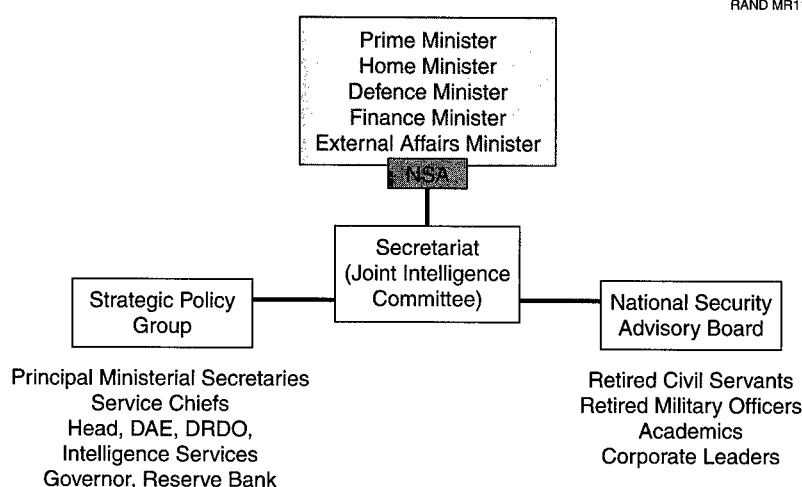 RAND MR11
Prime Minister
Home Minister
Defence Minister
Finance Minister
External Affairs Minister
NSA
Secretariat
(Joint Intelligence
Committee)
Strategic Policy
Group
National Security
Advisory Board
Principal Ministerial Secretaries
Service Chiefs
Head, DAE, DRDO,
Intelligence Services
Governor, Reserve Bank
Retired Civil Servants
Retired Military Officers
Academics
Corporate Leaders